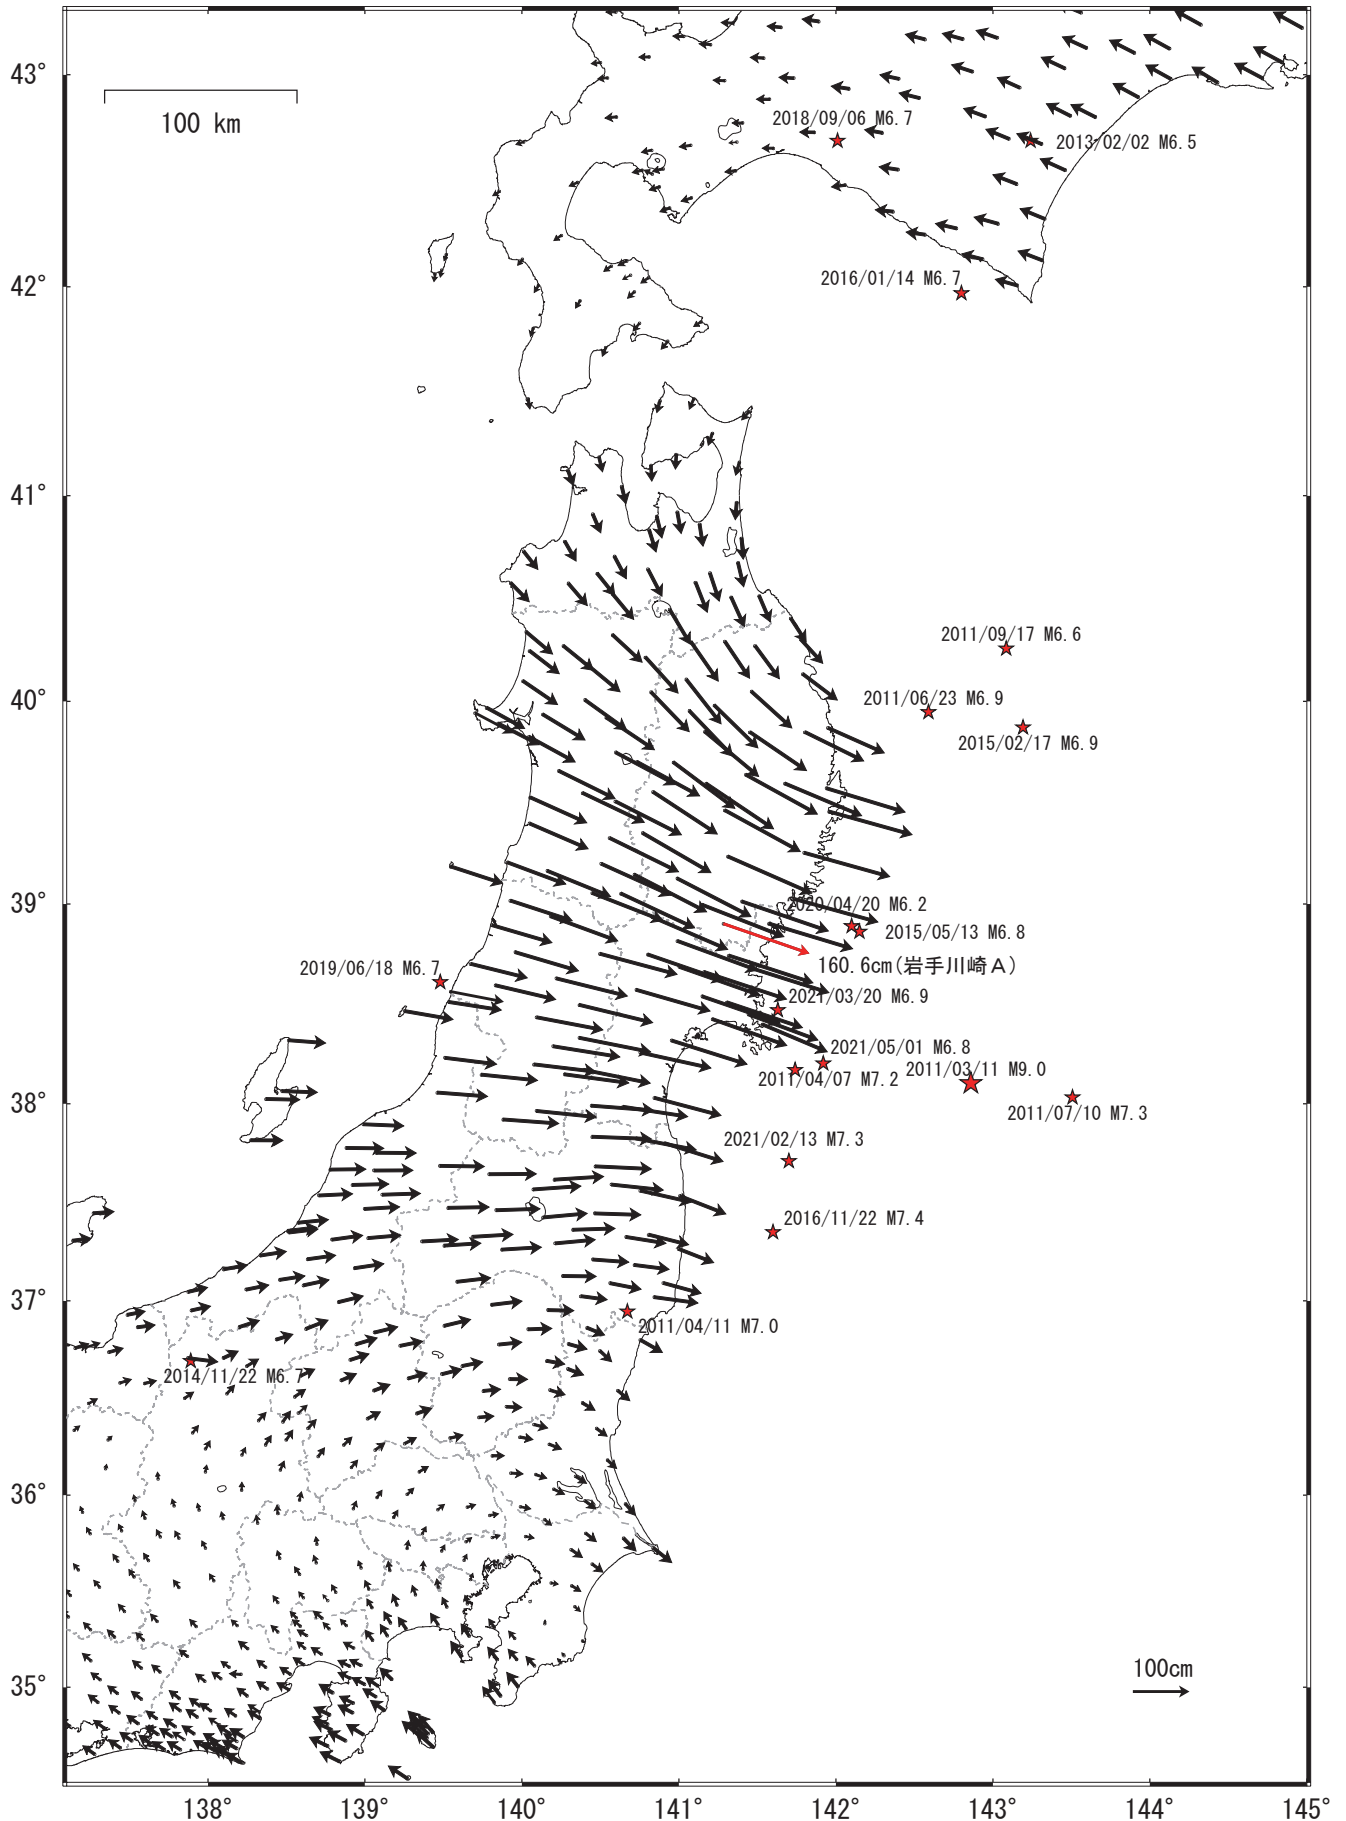 43°
100 km
2018/09/06 M6.7
2013/02/02 M6.5
42°
2016/01/14 M6.7
41°
2011/09/17 M6.6
40°
2011/06/23 M6.9
2015/02/17 M6.9
39°
2020/04/20 M6.2
2015/05/13 M6.8
160.6cm(岩手川崎A)
2019/06/18 M6.7
2021/03/20 M6.9
2021/05/01 M6.8
2011/03/11 M9.0
2011/04/07 M7.2
38°
2011/07/10 M7.3
2021/02/13 M7.3
2016/11/22 M7.4
37°
2011/04/11 M7.0
2014/11/22 M6.7
36°
35°
100cm
138°
139°
140°
141°
142°
143°
144°
145°